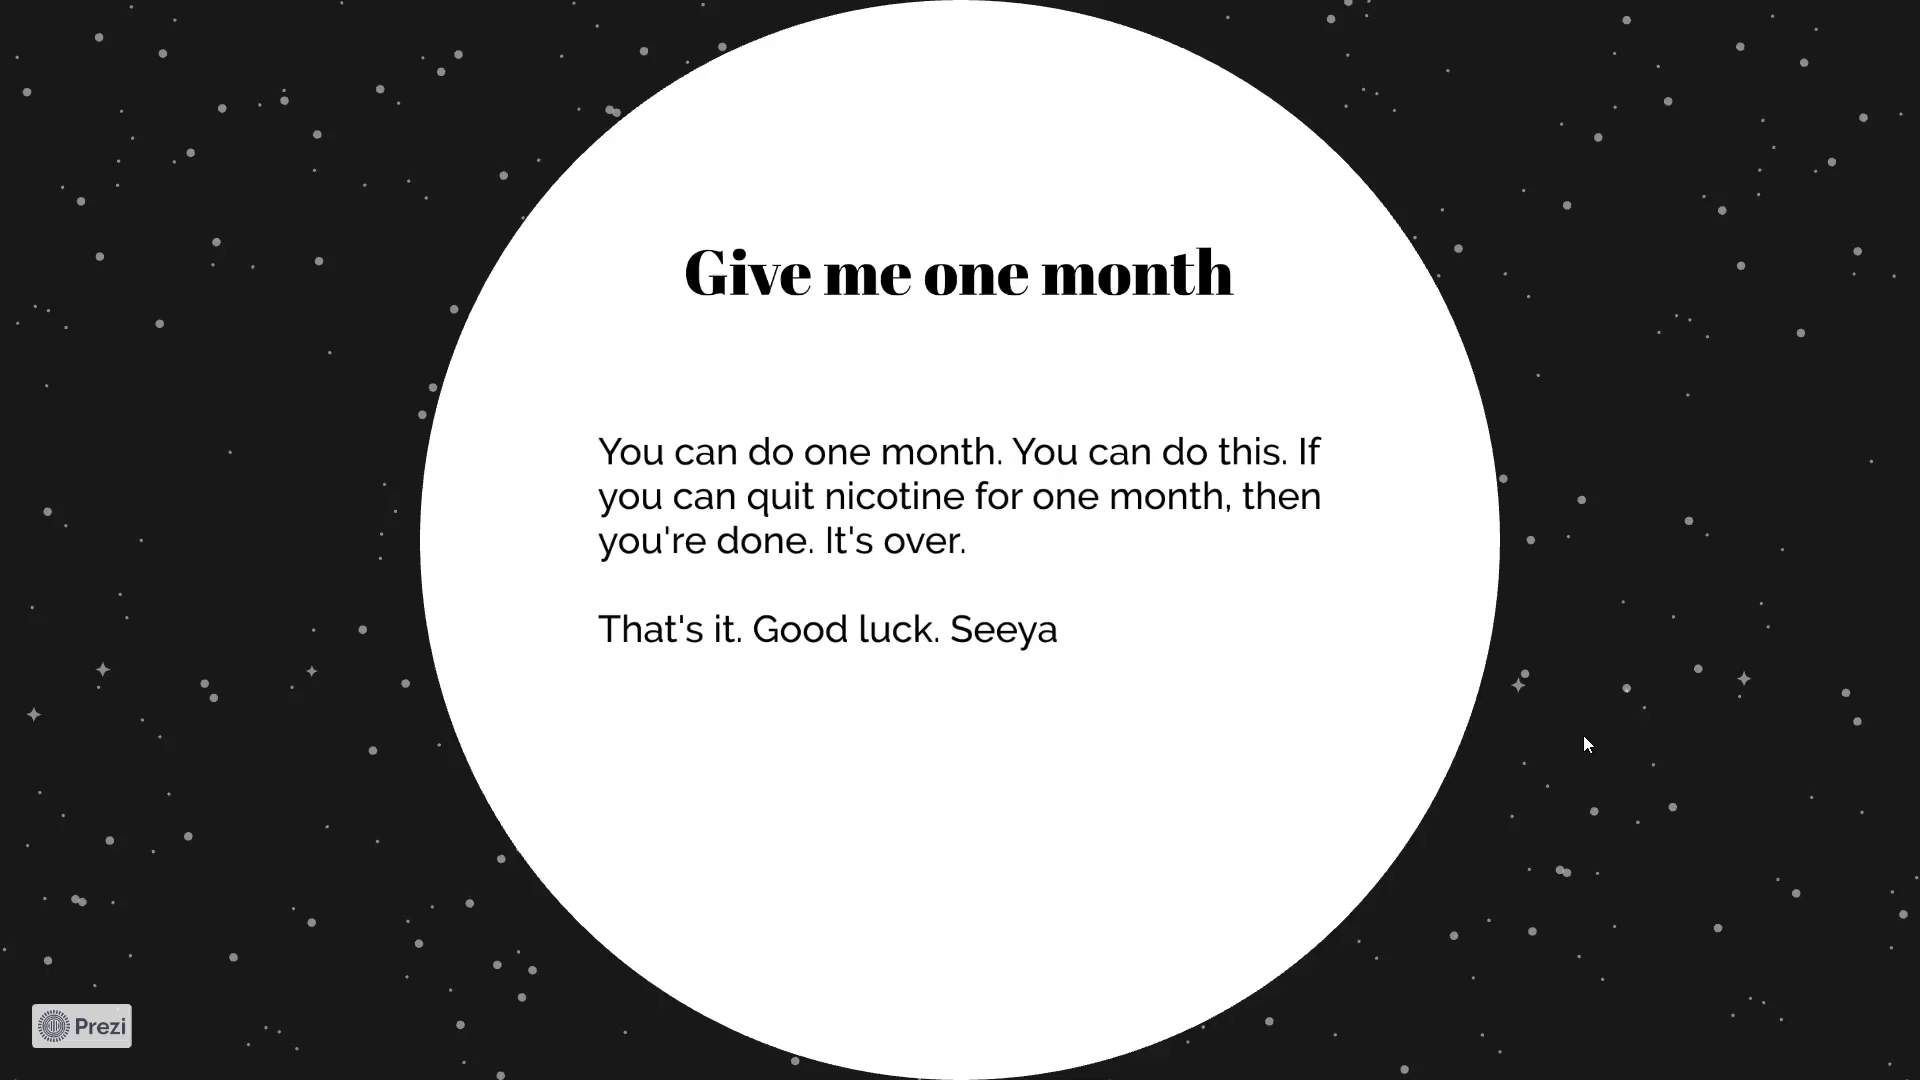 Give me one month
You can do one month. You can do this. If
you can quit nicotine for one month, then
you're done. It's over.
That's it. Good luck. Seeya
Prezi